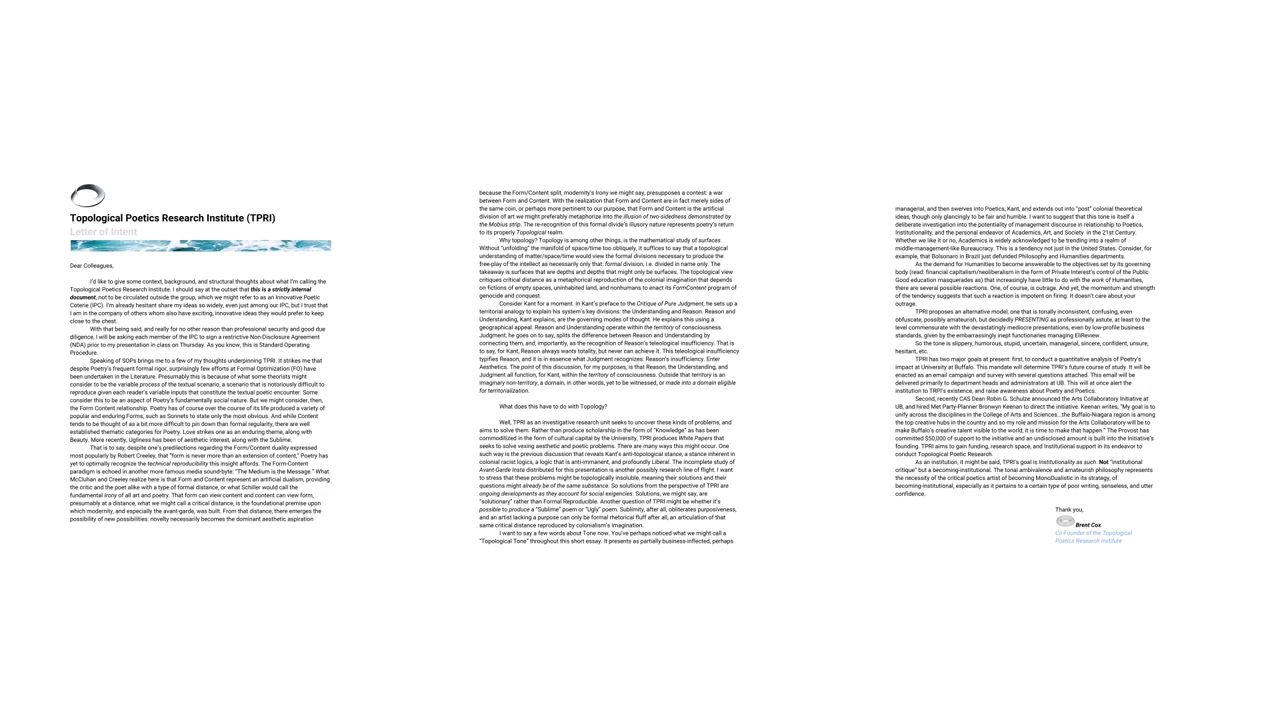 Topological Poetics Research Institute (TPRI)
Letter of Intent
Dear Colleagues,
I'd like to give some context, background, and structural thoughts about what I'm calling the
Topological Poetics Research Institute. I should say at the outset that this is a strictly internal
document, not to be circulated outside the group, which we might refer to as an Innovative Poetic
Coterie (IPC). I'm already hesitant share my ideas so widely, even just among our IPC, but I trust that
I am in the company of others whom also have exciting, innovative ideas they would prefer to keep
close to the chest.
With that being said, and really for no other reason than professional security and good due
diligence, I will be asking each member of the IPC to sign a restrictive Non-Disclosure Agreement
(NDA) prior to my presentation in class on Thursday. As you know, this is Standard Operating
Procedure.
Speaking of SOPs brings me to a few of my thoughts underpinning TPRI. It strikes me that
despite Poetry's frequent formal rigor, surprisingly few efforts at Formal Optimization (FO) have
been undertaken in the Literature. Presumably this is because of what some theorists might
consider to be the variable process of the textual scenario, a scenario that is notoriously difficult to
reproduce given each reader's variable inputs that constitute the textual poetic encounter. Some
consider this to be an aspect of Poetry's fundamentally social nature. But we might consider, then,
the Form Content relationship. Poetry has of course over the course of its life produced a variety of
popular and enduring Forms, such as Sonnets to state only the most obvious. And while Content
tends to be thought of as a bit more difficult to pin down than formal regularity, there are well
established thematic categories for Poetry. Love strikes one as an enduring theme, along with
Beauty. More recently, Ugliness has been of aesthetic interest, along with the Sublime.
That is to say, despite one's predilections regarding the Form/Content duality expressed
most popularly by Robert Creeley, that "form is never more than an extension of content," Poetry has
yet to optimally recognize the technical reproducibility this insight affords. The Form-Content
paradigm is echoed in another more famous media sound-byte: "The Medium is the Message." What
McCluhan and Creeley realize here is that Form and Content represent an artificial dualism, providing
the critic and the poet alike with a type of formal distance, or what Schiller would call the
fundamental Irony of all art and poetry. That form can view content and content can view form,
presumably at a distance, what we might call a critical distance, is the foundational premise upon
which modernity, and especially the avant-garde, was built. From that distance, there emerges the
possibility of new possibilities: novelty necessarily becomes the dominant aesthetic aspiration
because the Form/Content split, modernity's Irony we might say, presupposes a contest: a war
between Form and Content. With the realization that Form and Content are in fact merely sides of
the same coin, or perhaps more pertinent to our purpose, that Form and Content is the artificial
division of art we might preferably metaphorize into the illusion of two-sidedness demonstrated by
the Mobius strip. The re-recognition of this formal divide's illusory nature represents poetry's return
to its properly Topological realm.
Why topology? Topology is among other things, is the mathematical study of surfaces.
Without "unfolding" the manifold of space/time too obliquely, it suffices to say that a topological
understanding of matter/space/time would view the formal divisions necessary to produce the
free-play of the intellect as necessarily only that: formal division, i.e. divided in name only. The
takeaway is surfaces that are depths and depths that might only be surfaces. The topological view
critiques critical distance as a metaphorical reproduction of the colonial imagination that depends
on fictions of empty spaces, uninhabited land, and nonhumans to enact its FormContent program of
genocide and conquest.
Consider Kant for a moment. In Kant's preface to the Critique of Pure Judgment, he sets up a
territorial analogy to explain his system's key divisions: the Understanding and Reason. Reason and
Understanding, Kant explains, are the governing modes of thought. He explains this using a
geographical appeal: Reason and Understanding operate within the territory of consciousness.
Judgment, he goes on to say, splits the difference between Reason and Understanding by
connecting them, and, importantly, as the recognition of Reason's teleological insufficiency. That is
to say, for Kant, Reason always wants totality, but never can achieve it. This teleological insufficiency
typifies Reason, and it is in essence what Judgment recognizes: Reason's insufficiency. Enter
Aesthetics. The point of this discussion, for my purposes, is that Reason, the Understanding, and
Judgment all function, for Kant, within the territory of consciousness. Outside that territory is an
imaginary non-territory, a domain, in other words, yet to be witnessed, or made into a domain eligible
for territorialization.
What does this have to do with Topology?
Well, TPRI as an investigative research unit seeks to uncover these kinds of problems, and
aims to solve them. Rather than produce scholarship in the form of "Knowledge" as has been
commoditized in the form of cultural capital by the University, TPRI produces White Papers that
seeks to solve vexing aesthetic and poetic problems. There are many ways this might occur. One
such way is the previous discussion that reveals Kant's anti-topological stance, a stance inherent in
colonial racist logics, a logic that is anti-immanent, and profoundly Liberal. The incomplete study of
Avant-Garde Insta distributed for this presentation is another possibly research line of flight. I want
to stress that these problems might be topologically insoluble, meaning their solutions and their
questions might already be of the same substance. So solutions from the perspective of TPRI are
ongoing developments as they account for social exigencies. Solutions, we might say, are
"solutionary" rather than Formal Reproducible. Another question of TPRI might be whether it's
possible to produce a "Sublime" poem or "Ugly" poem. Sublimity, after all, obliterates purposiveness,
and an artist lacking a purpose can only be formal rhetorical fluff after all, an articulation of that
same critical distance reproduced by colonialism's imagination.
I want to say a few words about Tone now. You've perhaps noticed what we might call a
"Topological Tone" throughout this short essay. It presents as partially business-inflected, perhaps
managerial, and then swerves into Poetics, Kant, and extends out into "post" colonial theoretical
ideas, though only glancingly to be fair and humble. I want to suggest that this tone is itself a
deliberate investigation into the potentiality of management discourse in relationship to Poetics,
Institutionality, and the personal endeavor of Academics, Art, and Society in the 21st Century.
Whether we like it or no, Academics is widely acknowledged to be trending into a realm of
middle-management-like Bureaucracy. This is a tendency not just in the United States. Consider, for
example, that Bolsonaro in Brazil just defunded Philosophy and Humanities departments.
As the demand for Humanities to become answerable to the objectives set by its governing
body (read: financial capitalism/neoliberalism in the form of Private Interest's control of the Public
Good education masquerades as) that increasingly have little to do with the work of Humanities,
there are several possible reactions. One, of course, is outrage. And yet, the momentum and strength
of the tendency suggests that such a reaction is impotent on firing. It doesn't care about your
outrage.
TPRI proposes an alternative model, one that is tonally inconsistent, confusing, even
obfuscate, possibly amateurish, but decidedly PRESENTING as professionally astute, at least to the
level commensurate with the devastatingly mediocre presentations, even by low-profile business
standards, given by the embarrassingly inept functionaries managing EliReview.
So the tone is slippery, humorous, stupid, uncertain, managerial, sincere, confident, unsure,
hesitant, etc.
TPRI has two major goals at present: first, to conduct a quantitative analysis of Poetry's
impact at University at Buffalo. This mandate will determine TPRI's future course of study. It will be
enacted as an email campaign and survey with several questions attached. This email will be
delivered primarily to department heads and administrators at UB. This will at once alert the
institution to TPRI's existence, and raise awareness about Poetry and Poetics.
Second, recently CAS Dean Robin G. Schulze announced the Arts Collaboratory Initiative at
UB, and hired Met Party-Planner Bronwyn Keenan to direct the initiative. Keenan writes, "My goal is to
unify across the disciplines in the College of Arts and Sciences...the Buffalo-Niagara region is among
the top creative hubs in the country and so my role and mission for the Arts Collaboratory will be to
make Buffalo's creative talent visible to the world; it is time to make that happen." The Provost has
committed $50,000 of support to the initiative and an undisclosed amount is built into the Initiative's
founding. TPRI aims to gain funding, research space, and Institutional support in its endeavor to
conduct Topological Poetic Research.
As an institution, it might be said, TPRI's goal is Institutionality as such. Not "institutional
critique" but a becoming-institutional. The tonal ambivalence and amateurish philosophy represents
the necessity of the critical poetics artist of becoming MonoDualistic in its strategy, of
becoming-institutional, especially as it pertains to a certain type of poor writing, senseless, and utter
confidence.
Thank you,
Brent Cox
Co-Founder of the Topological
Poetics Research Institute